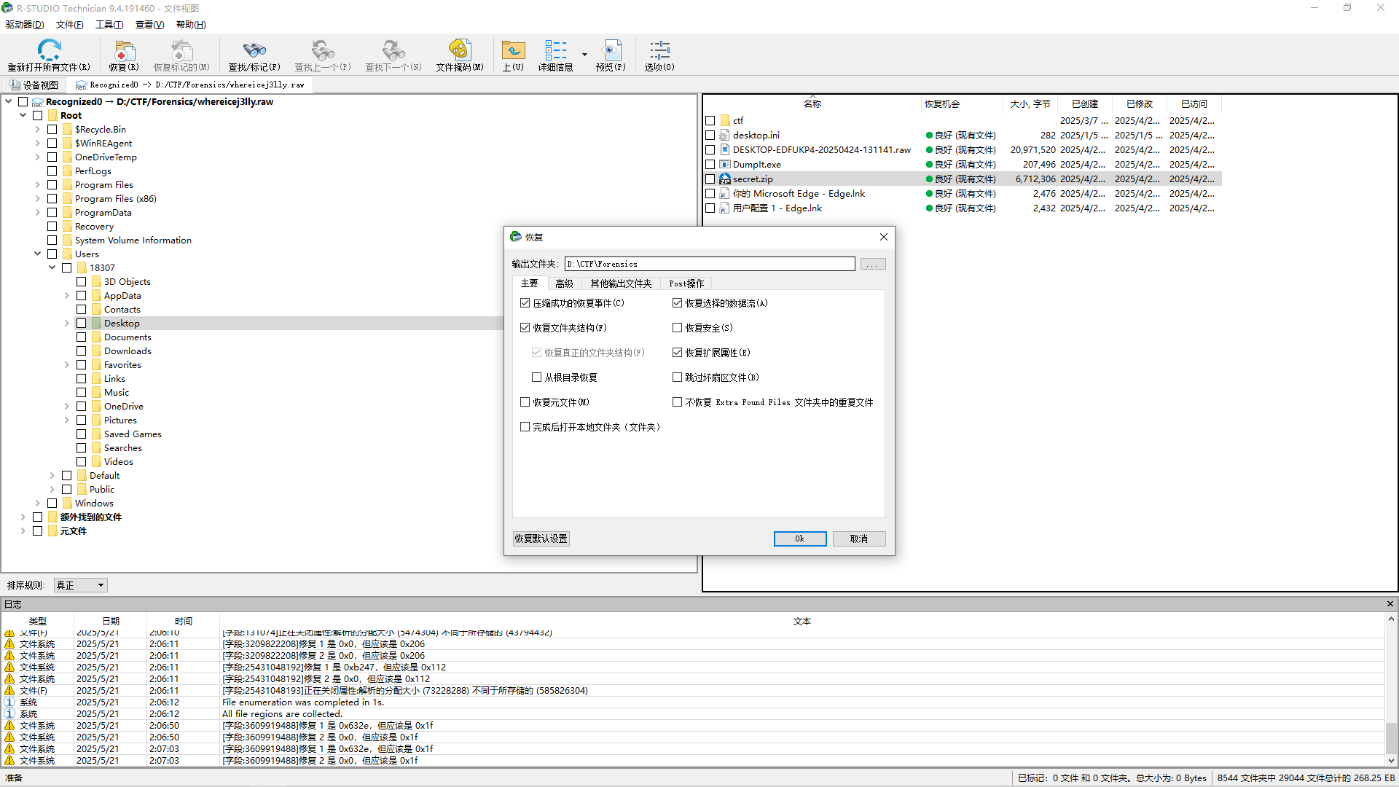 R-STUDIO Technician 9.4.191460 - 文件视图
驱动器(D) 文件(F) 工具(T) 查看(V) 帮助(H)
重新打开所有文件(R) 恢复(R) 恢复标记的(M) 查找/标记(F) 查找上一个(P) 查找下一个(N) 文件掩码(M) 上(U) 详细信息 预览(P) 选项(O)
设备视图 Recognized0 -> D:/CTF/Forensics/whereicej3lly.raw
Recognized0 → D:/CTF/Forensics/whereicej3lly.raw
Root
$Recycle.Bin
$WinREAgent
OneDriveTemp
PerfLogs
Program Files
Program Files (x86)
ProgramData
Recovery
System Volume Information
Users
18307
3D Objects
AppData
Contacts
Desktop
Documents
Downloads
Favorites
Links
Music
OneDrive
Pictures
Saved Games
Searches
Videos
Default
Public
Windows
额外找到的文件
元文件
排序规则: 真正
名称 恢复机会 大小, 字节 已创建 已修改 已访问
ctf 2025/3/7 ... 2025/4/2... 2025/4/2...
desktop.ini 良好 (现有文件) 282 2025/1/5 ... 2025/1/5 ... 2025/4/2...
DESKTOP-EDFUKP4-20250424-131141.raw 良好 (现有文件) 20,971,520 2025/4/2... 2025/4/2... 2025/4/2...
DumpIt.exe 良好 (现有文件) 207,496 2025/4/2... 2025/4/2... 2025/4/2...
secret.zip 良好 (现有文件) 6,712,306 2025/4/2... 2025/4/2... 2025/4/2...
你的 Microsoft Edge - Edge.lnk 良好 (现有文件) 2,476 2025/4/2... 2025/4/2... 2025/4/2...
用户配置 1 - Edge.lnk 良好 (现有文件) 2,432 2025/4/2... 2025/4/2... 2025/4/2...
恢复
输出文件夹: D:\CTF\Forensics ...
主要 高级 其他输出文件夹 Post操作
压缩成功的恢复事件(C) 恢复选择的数据流(A)
恢复文件夹结构(F) 恢复安全(S)
恢复真正的文件夹结构(F) 恢复扩展属性(E)
从根目录恢复 跳过坏扇区文件(D)
恢复元文件(M) 不恢复 Extra Found Files 文件夹中的重复文件
完成后打开本地文件夹 (文件夹)
恢复默认设置 Ok 取消
日志
类型 日期 时间 文本
文件(F) 2025/5/21 2:06:10 [字段:131074]正在关闭属性:解析的分配大小 (5474304) 不同于所存储的 (43794432)
文件系统 2025/5/21 2:06:11 [字段:3209822208]修复 1 是 0x0，但应该是 0x206
文件系统 2025/5/21 2:06:11 [字段:3209822208]修复 2 是 0x0，但应该是 0x206
文件系统 2025/5/21 2:06:11 [字段:25431048192]修复 1 是 0xb247，但应该是 0x112
文件系统 2025/5/21 2:06:11 [字段:25431048192]修复 2 是 0x0，但应该是 0x112
文件(F) 2025/5/21 2:06:11 [字段:25431048193]正在关闭属性:解析的分配大小 (73228288) 不同于所存储的 (585826304)
系统 2025/5/21 2:06:12 File enumeration was completed in 1s.
系统 2025/5/21 2:06:12 All file regions are collected.
文件系统 2025/5/21 2:06:50 [字段:3609919488]修复 1 是 0x632e，但应该是 0x1f
文件系统 2025/5/21 2:06:50 [字段:3609919488]修复 2 是 0x0，但应该是 0x1f
文件系统 2025/5/21 2:07:03 [字段:3609919488]修复 1 是 0x632e，但应该是 0x1f
文件系统 2025/5/21 2:07:03 [字段:3609919488]修复 2 是 0x0，但应该是 0x1f
准备 已标记: 0 文件 和 0 文件夹。总大小为: 0 Bytes 8544 文件夹中 29044 文件总计的 268.25 EB